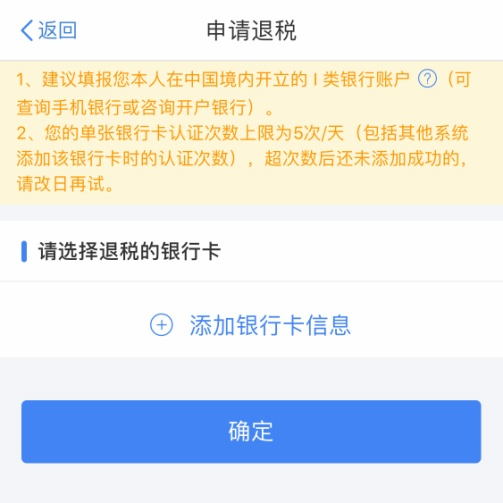 返回
申请退税
1、建议填报您本人在中国境内开立的 I 类银行账户 ? （可
查询手机银行或咨询开户银行）。
2、您的单张银行卡认证次数上限为5次/天（包括其他系统
添加该银行卡时的认证次数），超次数后还未添加成功的，
请改日再试。
请选择退税的银行卡
添加银行卡信息
确定